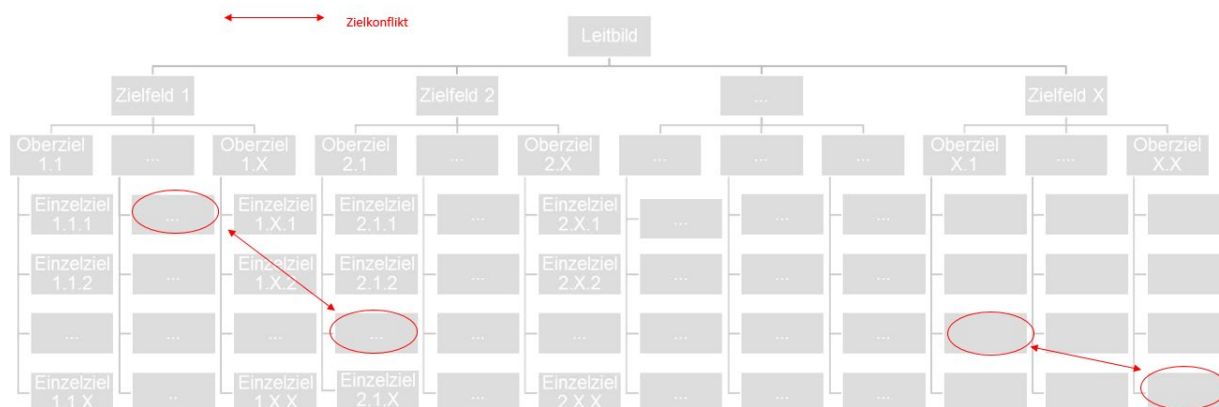 Zielkonflikt
Leitbild
Zielfeld 1
Zielfeld 2
...
Zielfeld X
Oberziel
1.1
...
Oberziel
1.X
Oberziel
2.1
...
Oberziel
2.X
...
...
...
Oberziel
X.1
....
Oberziel
X.X
Einzelziel
1.1.1
...
Einzelziel
1.X.1
Einzelziel
2.1.1
...
Einzelziel
2.X.1
...
...
...
Einzelziel
1.1.2
...
Einzelziel
1.X.2
Einzelziel
2.1.2
...
Einzelziel
2.X.2
...
...
...
...
...
...
...
...
...
...
...
...
Einzelziel
1.1.X
..
Einzelziel
1.X.X
Einzelziel
2.1.X
...
Einzelziel
2.X.X
...
...
...